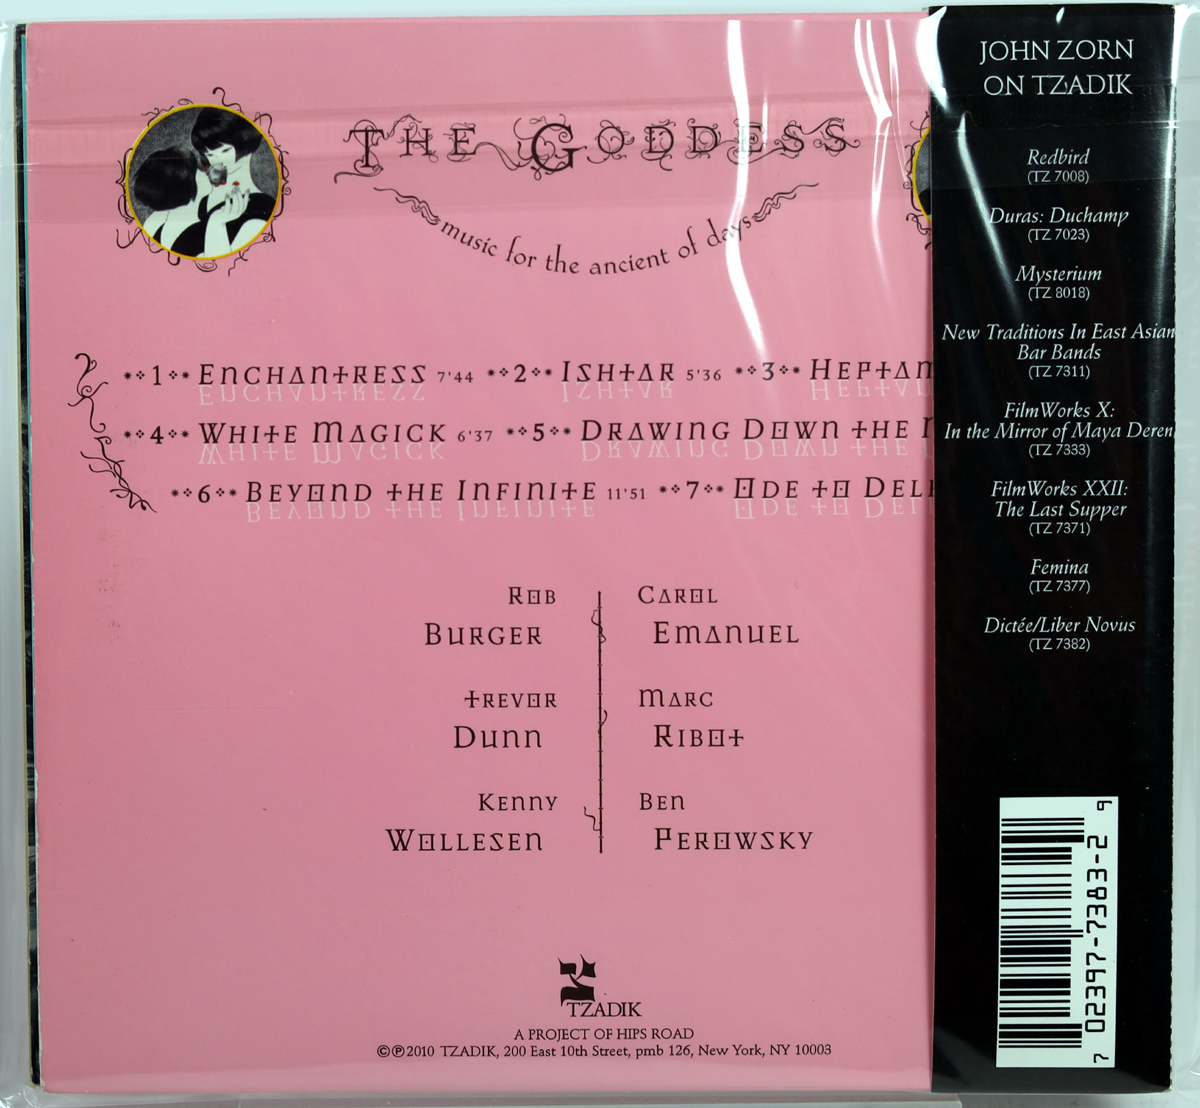 THE GODDESS
music for the ancient of days
1 ENCHANTRESS 7'44 2 ISHTAR 5'36 3
4 WHITE MAGICK 6'37 5 DRAWING DOWN THE
6 BEYOND THE INFINITE 11'51 7 ODE TO
ROB
BURGER
CAROL
EMANUEL
TREVOR
DUNN
MARC
RIBOT
KENNY
WOLLESEN
BEN
PEROWSKY
TZADIK
A PROJECT OF HIPS ROAD
©℗2010 TZADIK, 200 East 10th Street, pmb 126, New York, NY 10003
JOHN ZORN
ON TZADIK
Redbird
(TZ 7008)
Duras: Duchamp
(TZ 7023)
Mysterium
(TZ 8018)
New Traditions In East Asian
Bar Bands
(TZ 7311)
FilmWorks X:
In the Mirror of Maya Deren
(TZ 7333)
FilmWorks XXII:
The Last Supper
(TZ 7371)
Femina
(TZ 7377)
Dictée/Liber Novus
(TZ 7382)
7 02397-7383-2 9